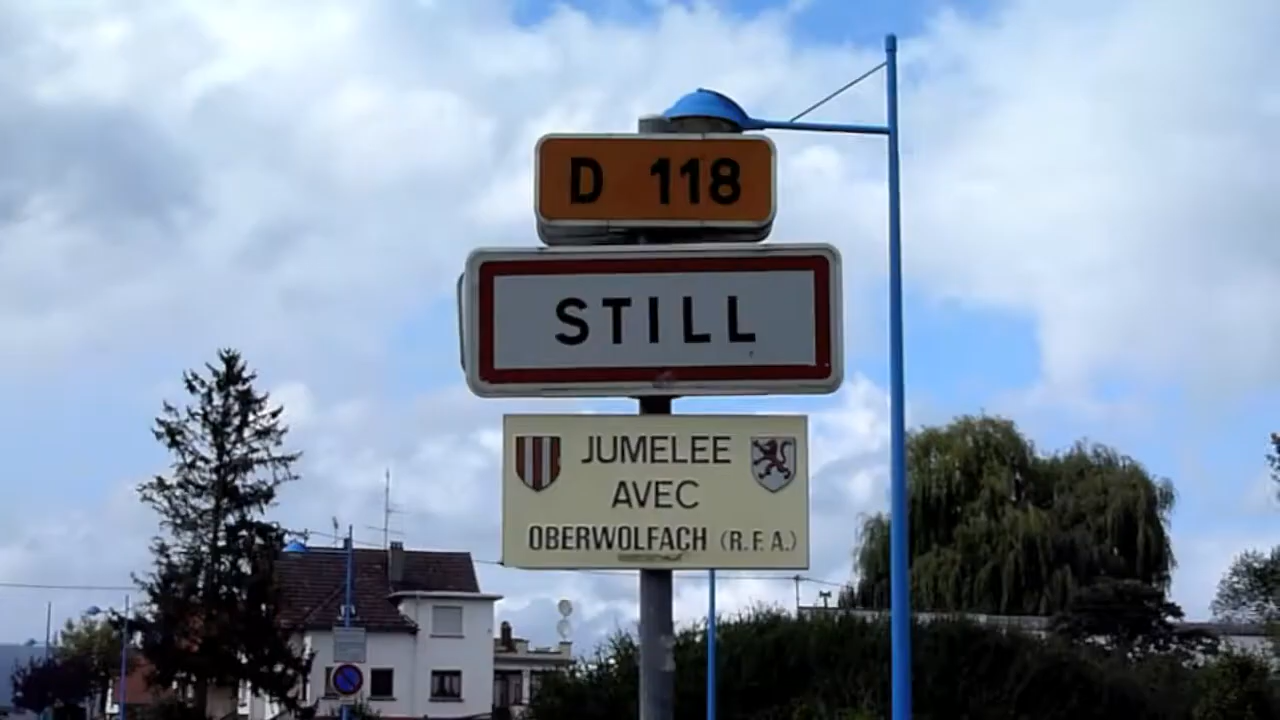 D 118
STILL
JUMELEE
AVEC
OBERWOLFACH (R.F.A.)